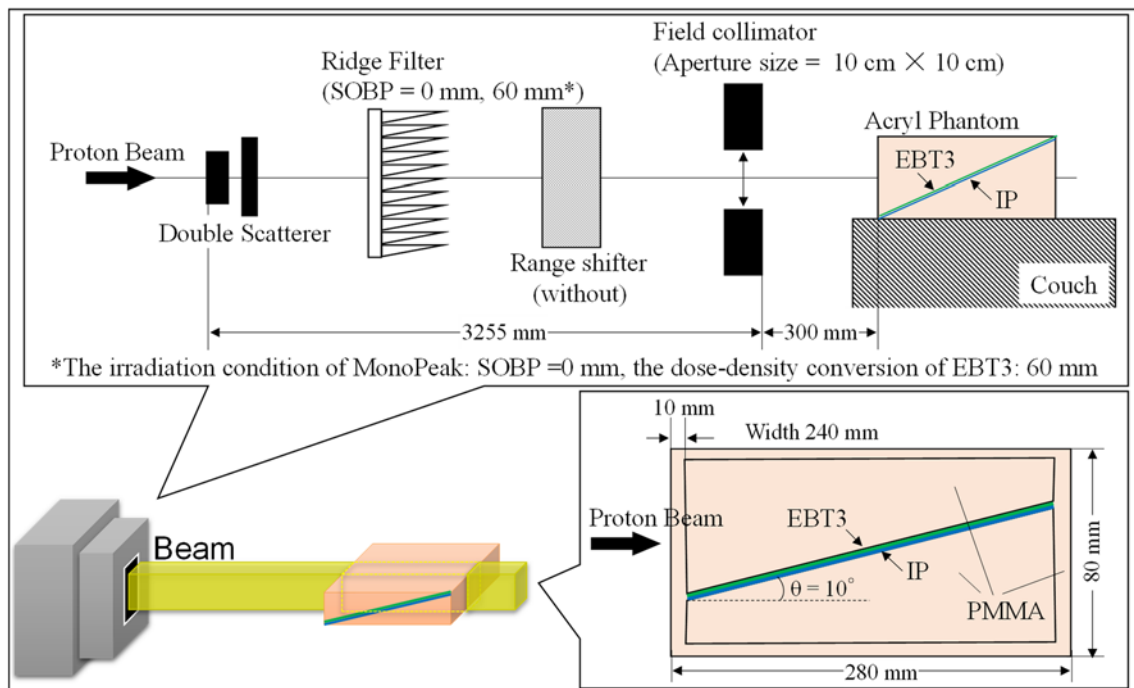 Field collimator
(Aperture size = 10 cm × 10 cm)
Ridge Filter
(SOBP = 0 mm, 60 mm*)
Acryl Phantom
Proton Beam
EBT3
IP
Double Scatterer
Range shifter
(without)
Couch
3255 mm
300 mm
*The irradiation condition of MonoPeak: SOBP =0 mm, the dose-density conversion of EBT3: 60 mm
10 mm
Width 240 mm
Proton Beam
EBT3
IP
θ = 10°
PMMA
80 mm
280 mm
Beam